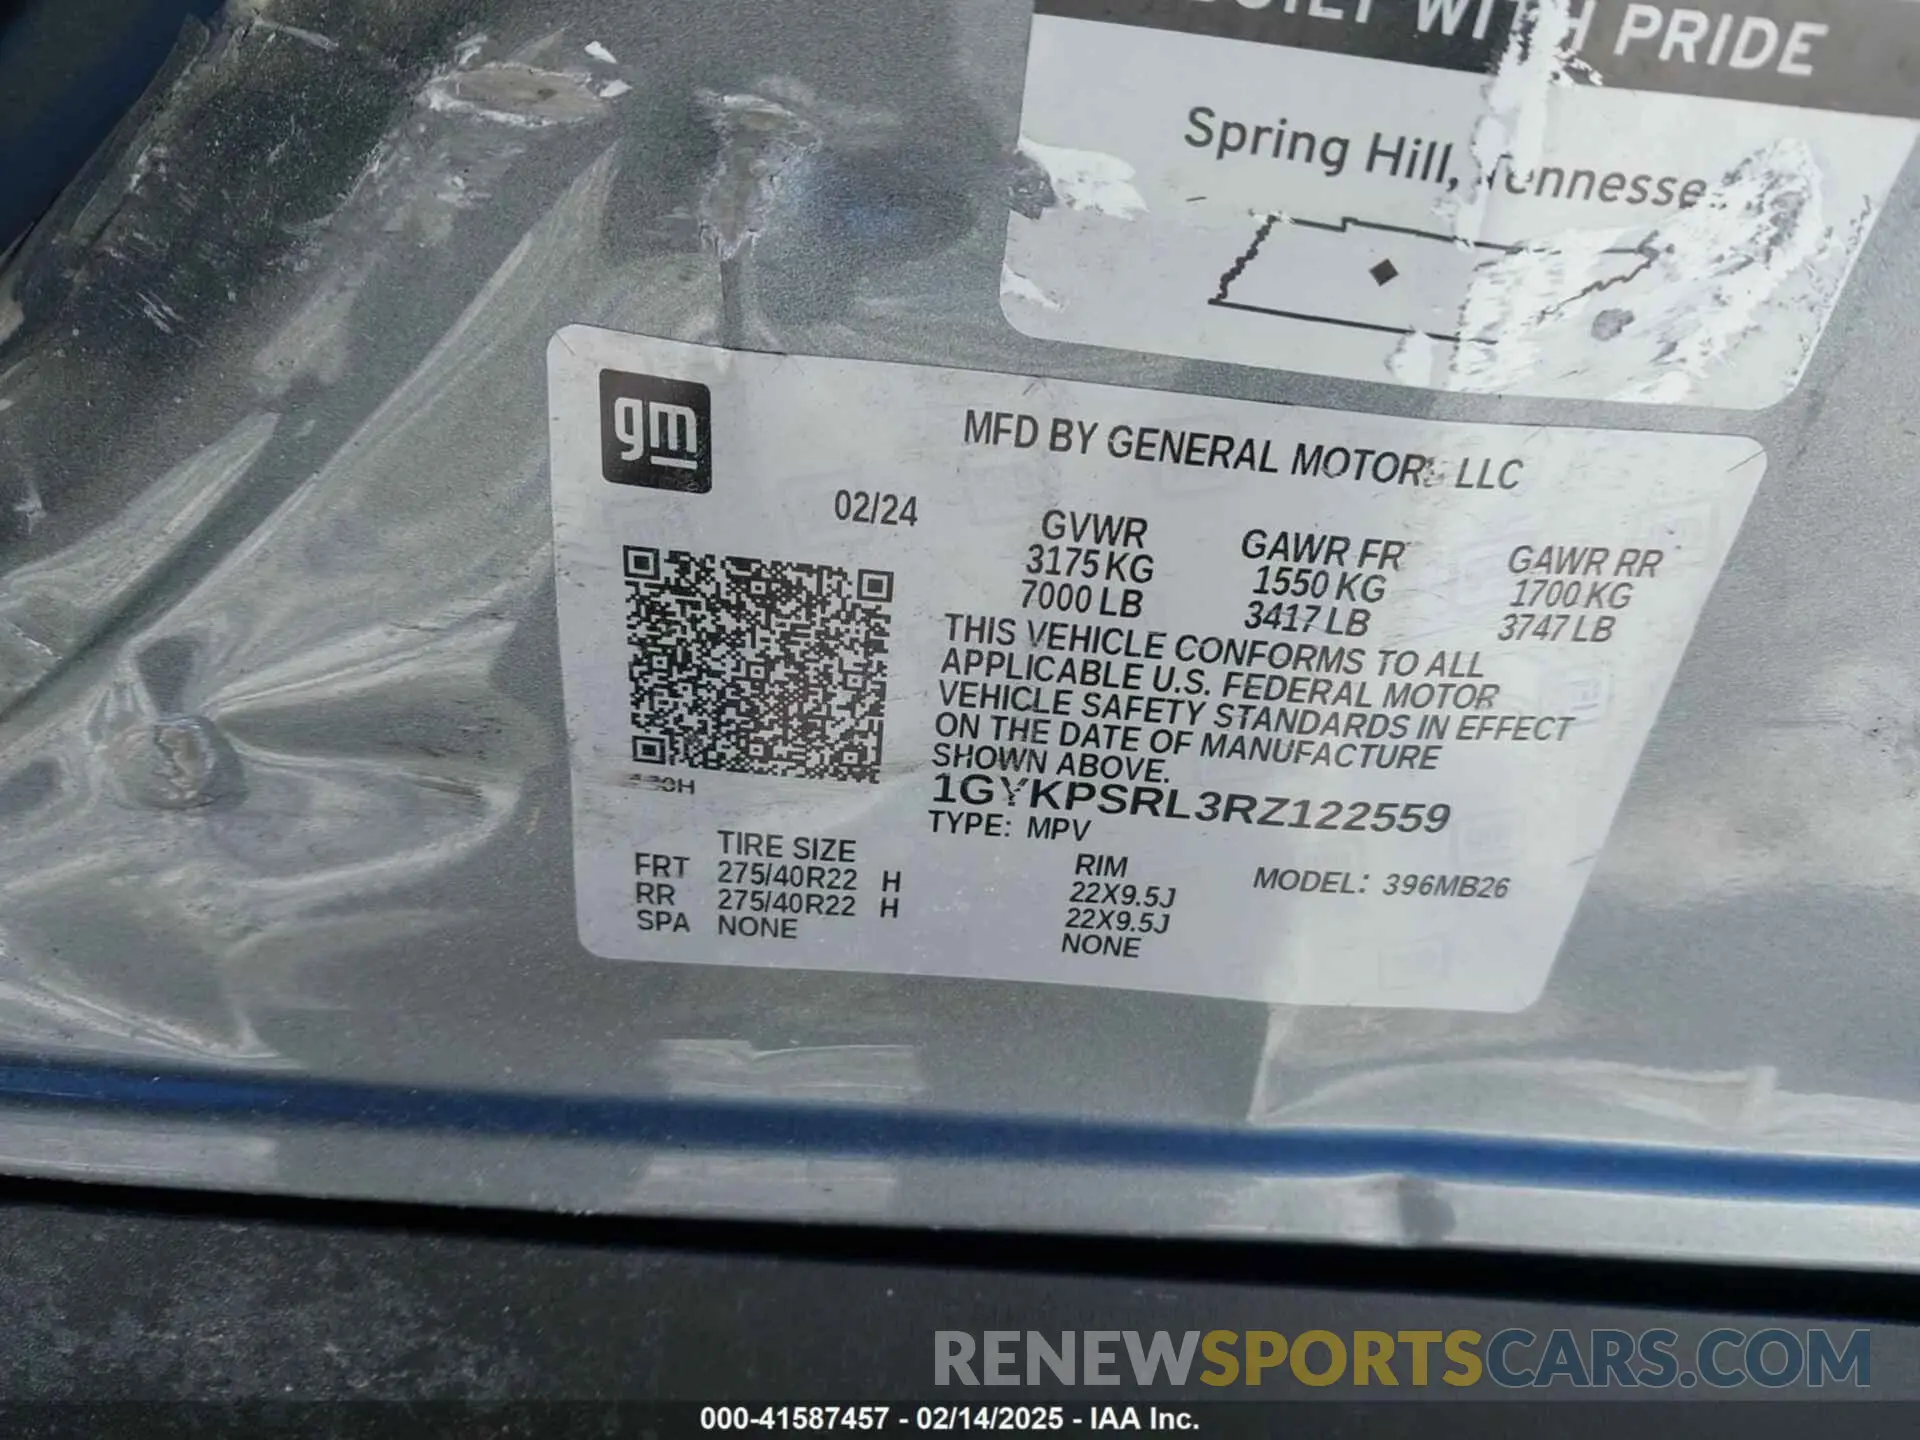 BUILT WITH PRIDE
Spring Hill, Tennessee
gm
MFD BY GENERAL MOTORS LLC
02/24
GVWR GAWR FR GAWR RR
3175 KG 1550 KG 1700 KG
7000 LB 3417 LB 3747 LB
THIS VEHICLE CONFORMS TO ALL
APPLICABLE U.S. FEDERAL MOTOR
VEHICLE SAFETY STANDARDS IN EFFECT
ON THE DATE OF MANUFACTURE
SHOWN ABOVE.
1GYKPSRL3RZ122559
TYPE: MPV
TIRE SIZE RIM MODEL: 396MB26
FRT 275/40R22 H 22X9.5J
RR 275/40R22 H 22X9.5J
SPA NONE NONE
RENEWSPORTSCARS.COM
000-41587457 - 02/14/2025 - IAA Inc.